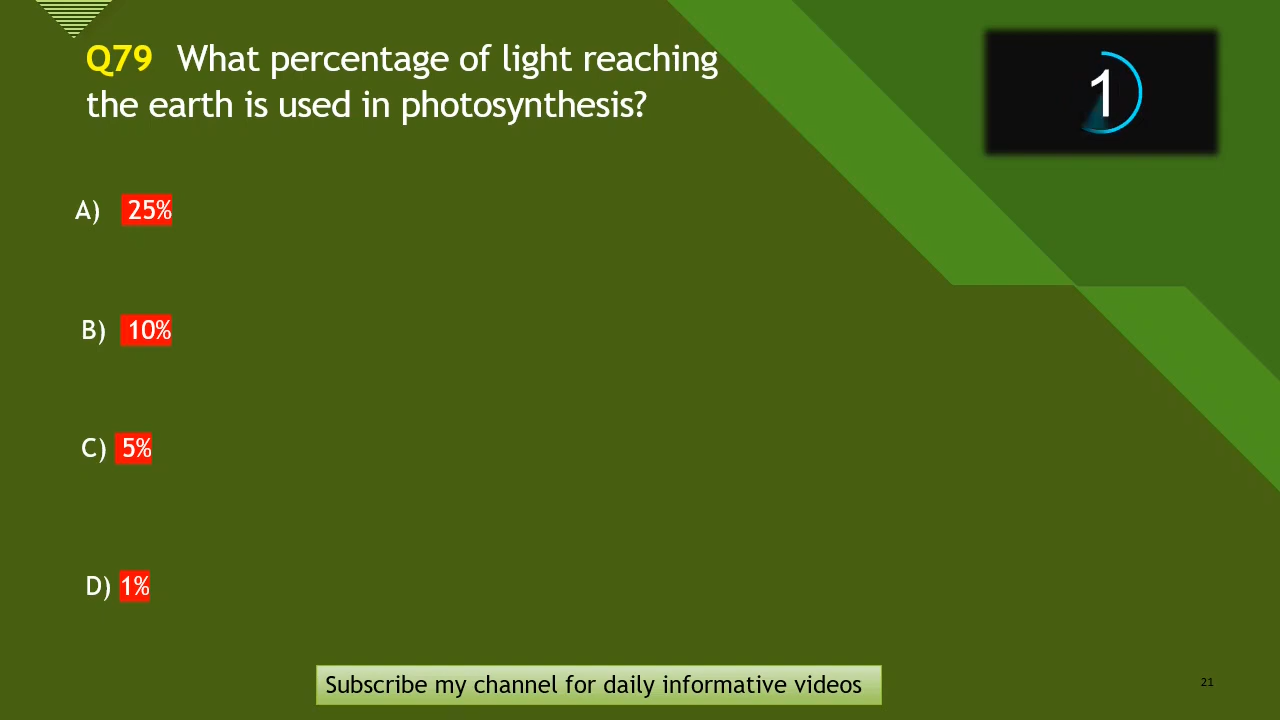 Q79 What percentage of light reaching
the earth is used in photosynthesis?
1
A) 25%
B) 10%
C) 5%
D) 1%
Subscribe my channel for daily informative videos
21